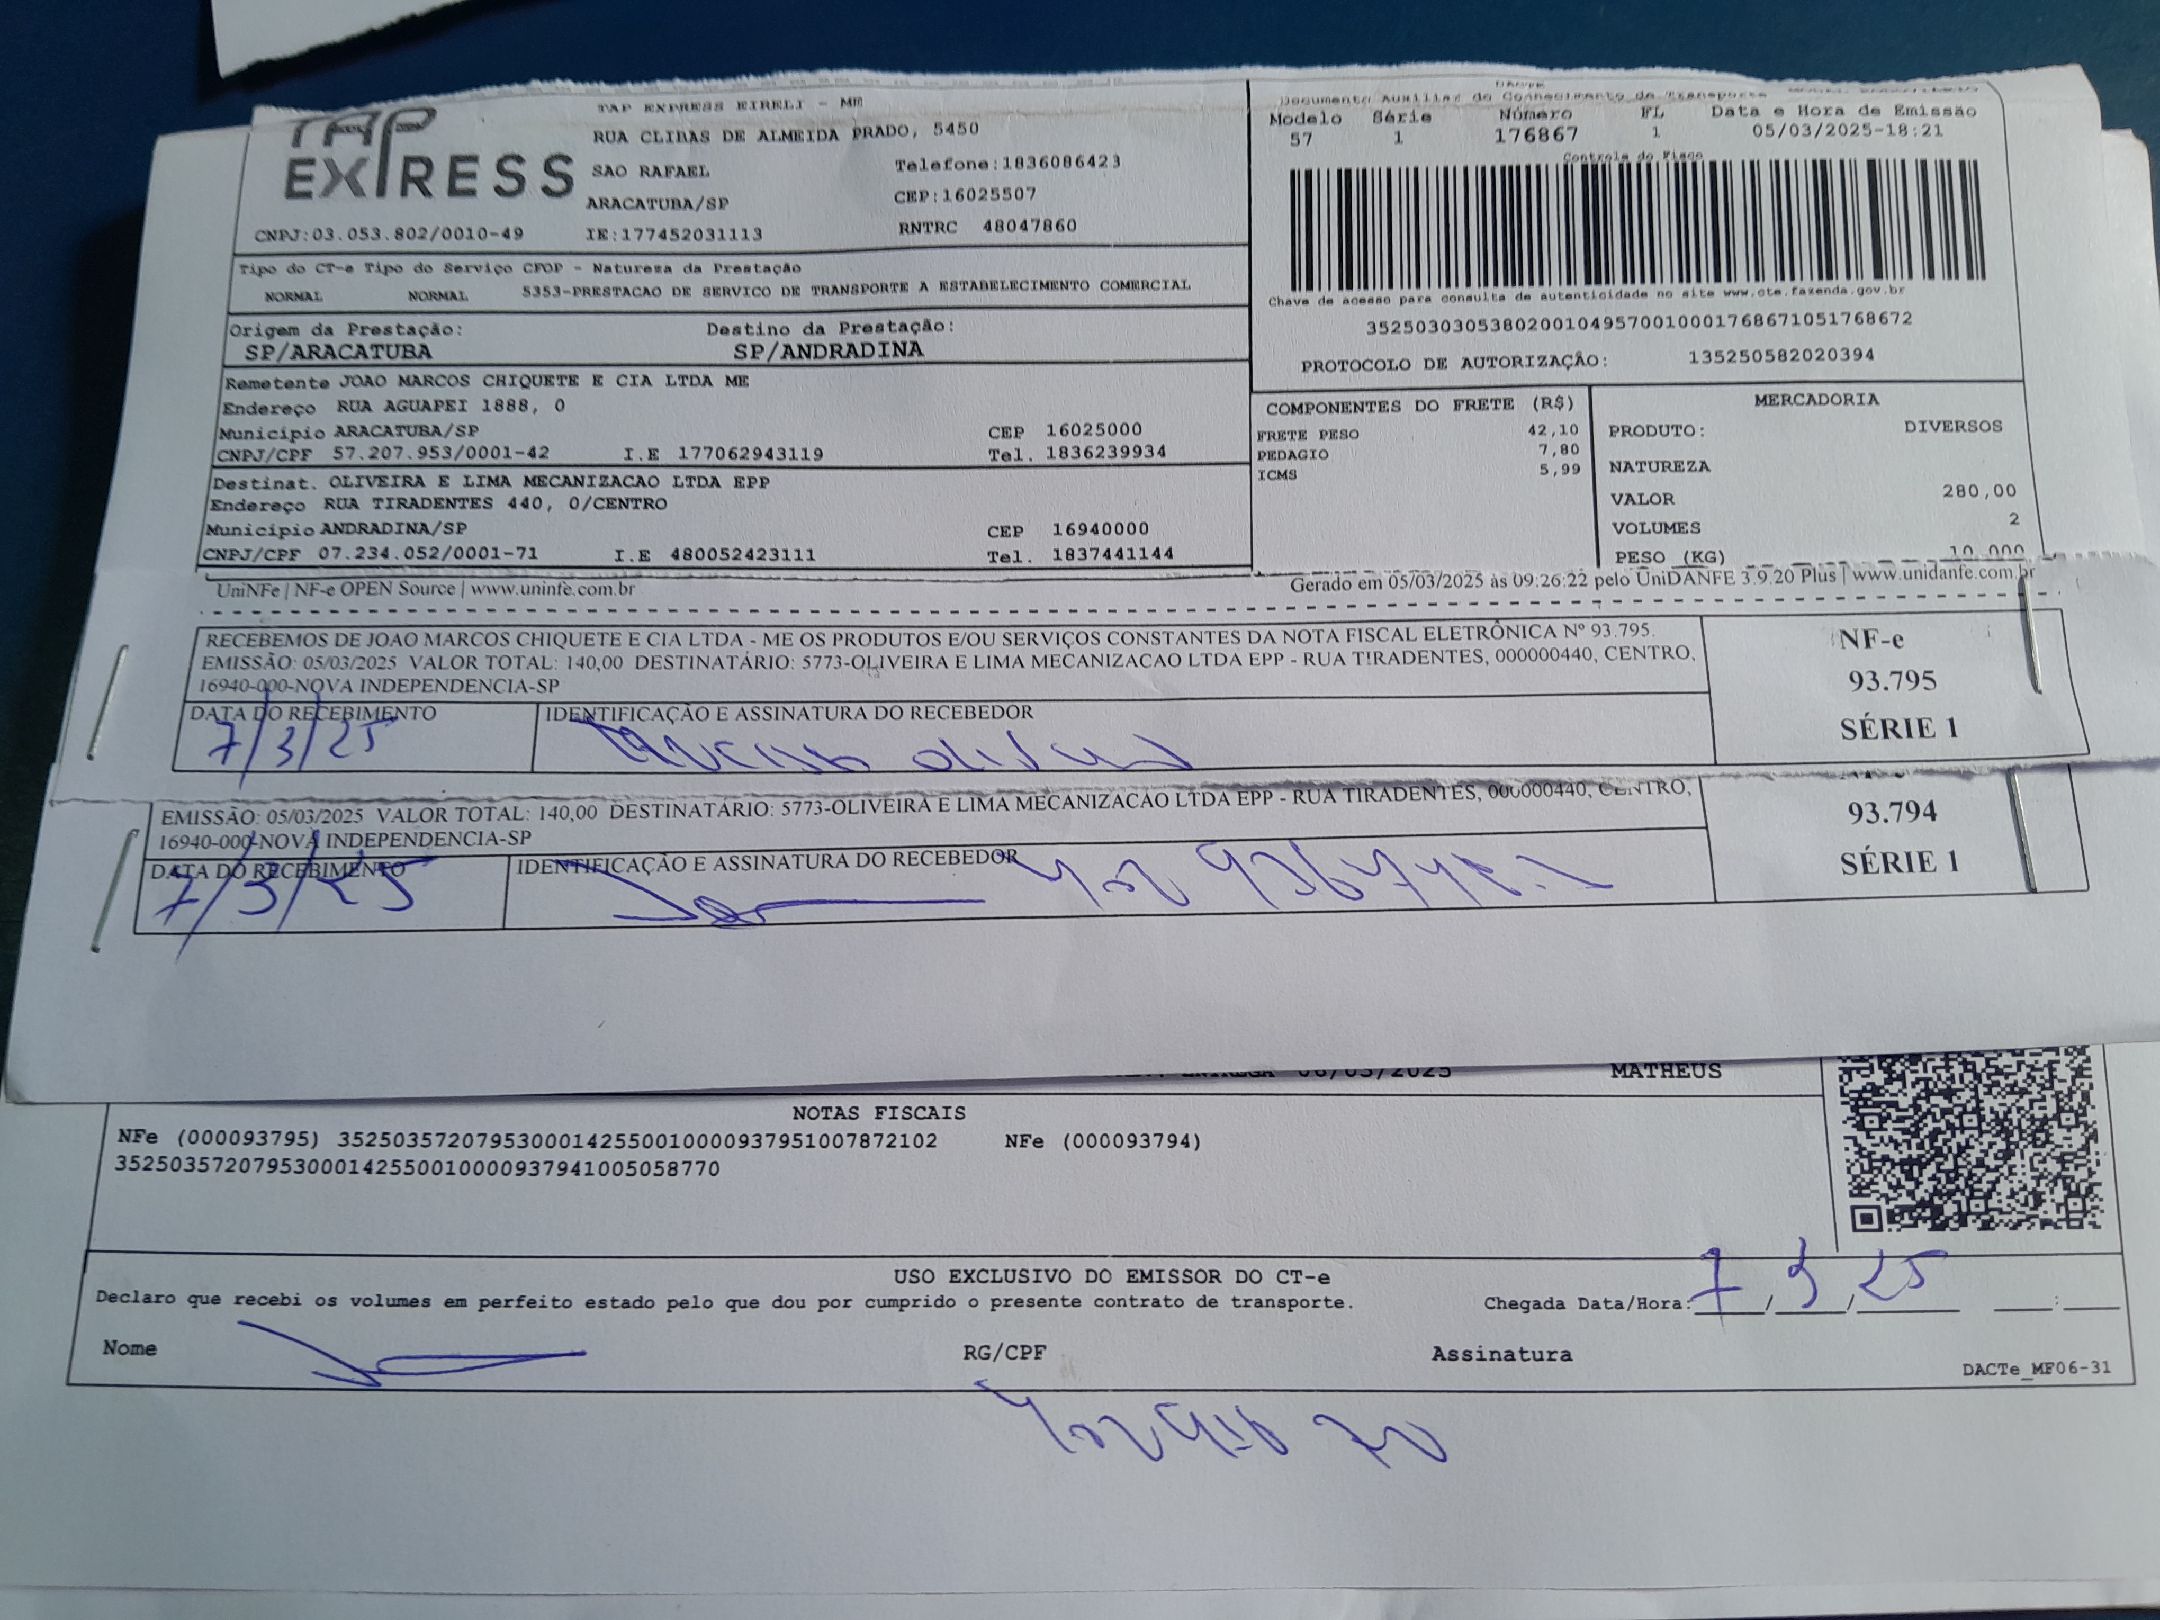 TAP EXPRESS
TAP EXPRESS EIRELI - ME
RUA CLIBAS DE ALMEIDA PRADO, 5450
SAO RAFAEL
Telefone:1836086423
ARACATUBA/SP
CEP:16025507
CNPJ:03.053.802/0010-49 IE:177452031113 RNTRC 48047860
Documento Auxiliar do Conhecimento de Transporte
Modelo Série Número FL Data e Hora de Emissão
57 1 176867 1 05/03/2025-18:21
Controle do Fisco
Chave de acesso para consulta de autenticidade no site www.cte.fazenda.gov.br
35250303053802001049570010001768671051768672
PROTOCOLO DE AUTORIZAÇÃO: 135250582020394
Tipo do CT-e Tipo do Serviço CFOP - Natureza da Prestação
NORMAL NORMAL 5353-PRESTACAO DE SERVICO DE TRANSPORTE A ESTABELECIMENTO COMERCIAL
Origem da Prestação: Destino da Prestação:
SP/ARACATUBA SP/ANDRADINA
Remetente JOAO MARCOS CHIQUETE E CIA LTDA ME
Endereço RUA AGUAPEI 1888, 0
Município ARACATUBA/SP CEP 16025000
CNPJ/CPF 57.207.953/0001-42 I.E 177062943119 Tel. 1836239934
Destinat. OLIVEIRA E LIMA MECANIZACAO LTDA EPP
Endereço RUA TIRADENTES 440, 0/CENTRO
Município ANDRADINA/SP CEP 16940000
CNPJ/CPF 07.234.052/0001-71 I.E 480052423111 Tel. 1837441144
COMPONENTES DO FRETE (R$)
FRETE PESO 42,10
PEDAGIO 7,80
ICMS 5,99
MERCADORIA
PRODUTO: DIVERSOS
NATUREZA
VALOR 280,00
VOLUMES 2
PESO (KG) 10,000
UniNFe | NF-e OPEN Source | www.uninfe.com.br Gerado em 05/03/2025 às 09:26:22 pelo UniDANFE 3.9.20 Plus | www.unidanfe.com.br
RECEBEMOS DE JOAO MARCOS CHIQUETE E CIA LTDA - ME OS PRODUTOS E/OU SERVIÇOS CONSTANTES DA NOTA FISCAL ELETRÔNICA Nº 93.795.
EMISSÃO: 05/03/2025 VALOR TOTAL: 140,00 DESTINATÁRIO: 5773-OLIVEIRA E LIMA MECANIZACAO LTDA EPP - RUA TIRADENTES, 000000440, CENTRO,
16940-000-NOVA INDEPENDENCIA-SP
NF-e
93.795
SÉRIE 1
DATA DO RECEBIMENTO IDENTIFICAÇÃO E ASSINATURA DO RECEBEDOR
7/3/25
EMISSÃO: 05/03/2025 VALOR TOTAL: 140,00 DESTINATÁRIO: 5773-OLIVEIRA E LIMA MECANIZACAO LTDA EPP - RUA TIRADENTES, 000000440, CENTRO,
16940-000-NOVA INDEPENDENCIA-SP
93.794
SÉRIE 1
DATA DO RECEBIMENTO IDENTIFICAÇÃO E ASSINATURA DO RECEBEDOR
7/3/25
ENTREGA 06/03/2025 MATHEUS
NOTAS FISCAIS
NFe (000093795) 35250357207953000142550010000937951007872102 NFe (000093794)
35250357207953000142550010000937941005058770
USO EXCLUSIVO DO EMISSOR DO CT-e
Declaro que recebi os volumes em perfeito estado pelo que dou por cumprido o presente contrato de transporte. Chegada Data/Hora: 7/3/25 :
Nome RG/CPF Assinatura
DACTe_MF06-31